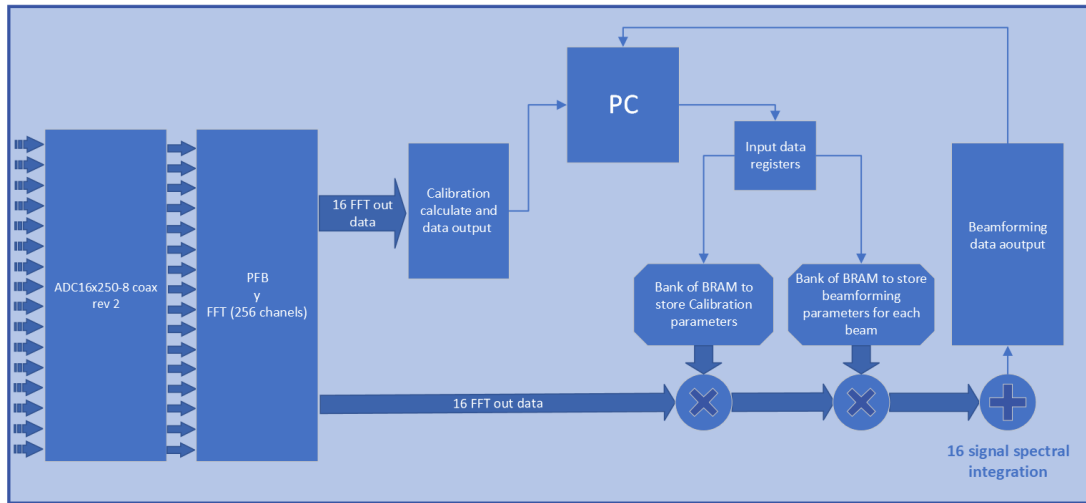 PC
Input data
registers
ADC16x250-8 coax
rev 2
PFB
y
FFT (256 chanels)
16 FFT out
data
Calibration
calculate and
data output
Beamforming
data aoutput
Bank of BRAM to
store Calibration
parameters
Bank of BRAM to store
beamforming
parameters for each
beam
16 FFT out data
16 signal spectral
integration